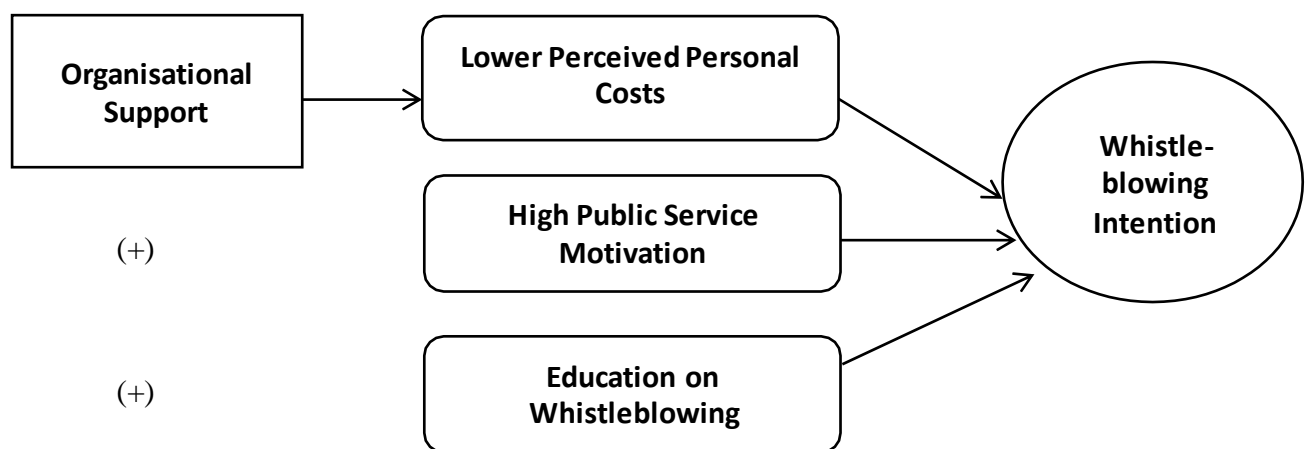 Organisational
Support
Lower Perceived Personal
Costs
Whistle-
blowing
Intention
(+)
High Public Service
Motivation
(+)
Education on
Whistleblowing